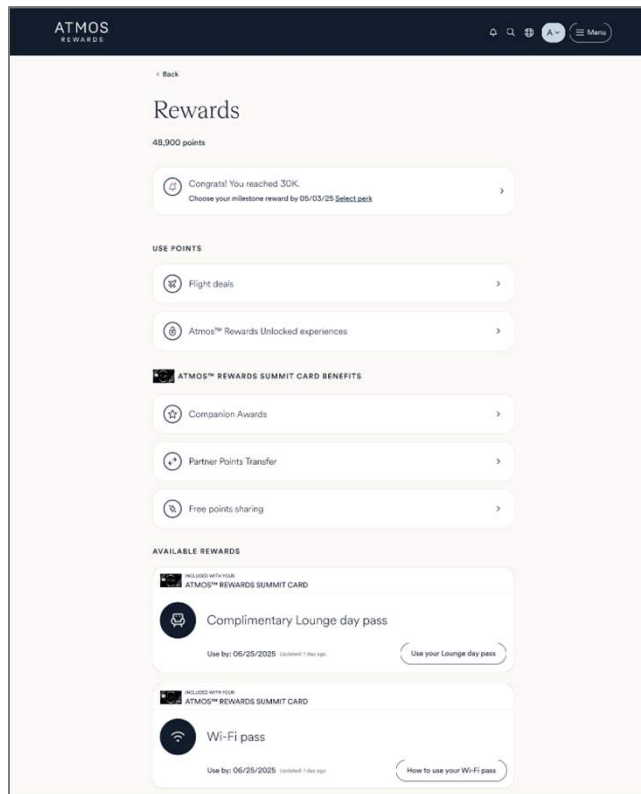 ATMOS
REWARDS
A
Menu
< Back
Rewards
48,900 points
Congrats! You reached 30K.
Choose your milestone reward by 05/03/25 Select perk
USE POINTS
Flight deals
Atmos™ Rewards Unlocked experiences
ATMOS™ REWARDS SUMMIT CARD BENEFITS
Companion Awards
Partner Points Transfer
Free points sharing
AVAILABLE REWARDS
INCLUDED WITH YOUR
ATMOS™ REWARDS SUMMIT CARD
Complimentary Lounge day pass
Use by: 06/25/2025 Updated: 1 day ago
Use your Lounge day pass
INCLUDED WITH YOUR
ATMOS™ REWARDS SUMMIT CARD
Wi-Fi pass
Use by: 06/25/2025 Updated: 1 day ago
How to use your Wi-Fi pass